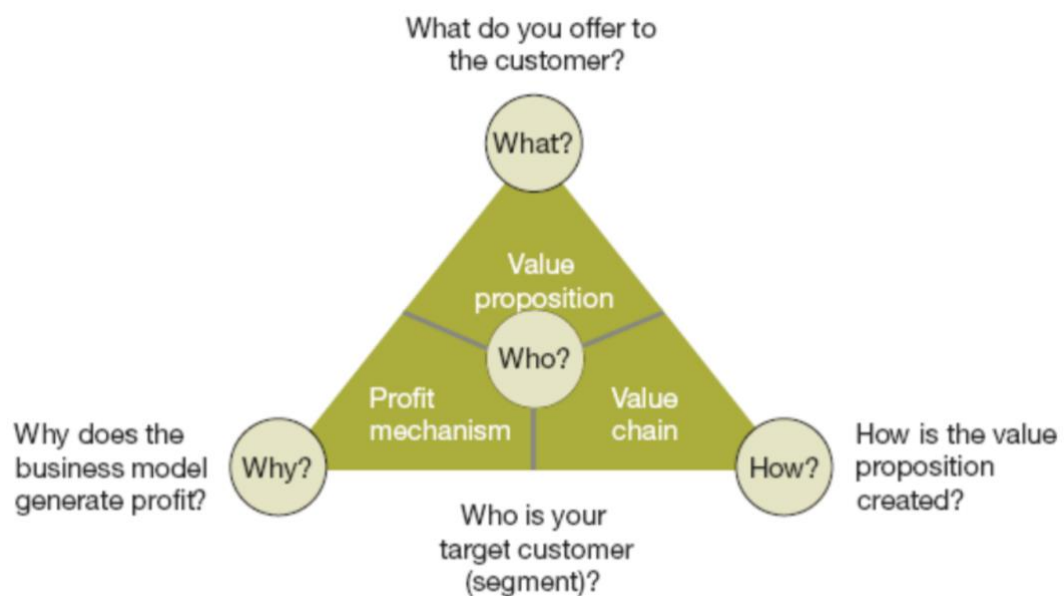 What do you offer to
the customer?
What?
Value
proposition
Who?
Profit
mechanism
Value
chain
Why does the
business model
generate profit?
Why?
How?
How is the value
proposition
created?
Who is your
target customer
(segment)?